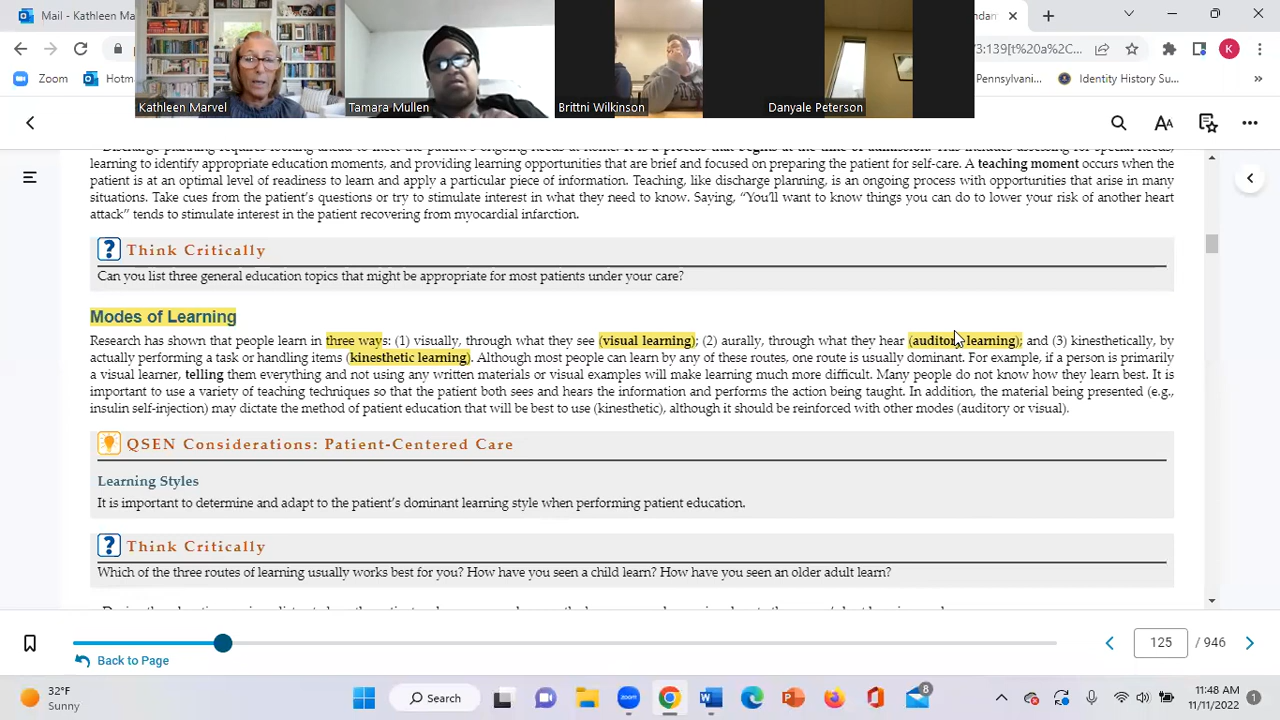 Mail - Kathleen M
ndam
3:139[t%20a%2C...
K
Zoom
Hotm
Pennsylvani...
Identity History Su...
»
Kathleen Marvel
Tamara Mullen
Brittni Wilkinson
Danyale Peterson
AA
learning to identify appropriate education moments, and providing learning opportunities that are brief and focused on preparing the patient for self-care. A teaching moment occurs when the
patient is at an optimal level of readiness to learn and apply a particular piece of information. Teaching, like discharge planning, is an ongoing process with opportunities that arise in many
situations. Take cues from the patient's questions or try to stimulate interest in what they need to know. Saying, "You'll want to know things you can do to lower your risk of another heart
attack" tends to stimulate interest in the patient recovering from myocardial infarction.
? Think Critically
Can you list three general education topics that might be appropriate for most patients under your care?
Modes of Learning
Research has shown that people learn in three ways: (1) visually, through what they see (visual learning); (2) aurally, through what they hear (auditory learning); and (3) kinesthetically, by
actually performing a task or handling items (kinesthetic learning). Although most people can learn by any of these routes, one route is usually dominant. For example, if a person is primarily
a visual learner, telling them everything and not using any written materials or visual examples will make learning much more difficult. Many people do not know how they learn best. It is
important to use a variety of teaching techniques so that the patient both sees and hears the information and performs the action being taught. In addition, the material being presented (e.g.,
insulin self-injection) may dictate the method of patient education that will be best to use (kinesthetic), although it should be reinforced with other modes (auditory or visual).
QSEN Considerations: Patient-Centered Care
Learning Styles
It is important to determine and adapt to the patient's dominant learning style when performing patient education.
? Think Critically
Which of the three routes of learning usually works best for you? How have you seen a child learn? How have you seen an older adult learn?
125 / 946
Back to Page
32°F
Sunny
Search
8
11:48 AM
11/11/2022
1